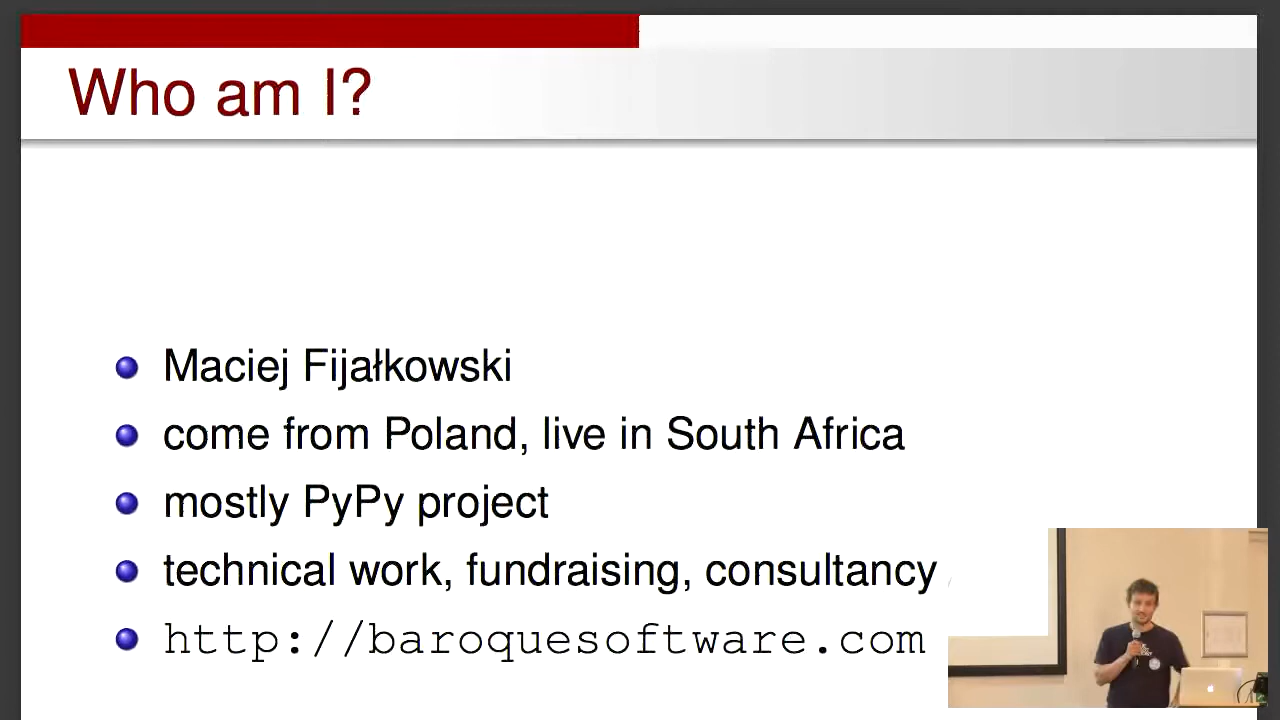 Who am I?
Maciej Fijałkowski
come from Poland, live in South Africa
mostly PyPy project
technical work, fundraising, consultancy
http://baroquesoftware.com